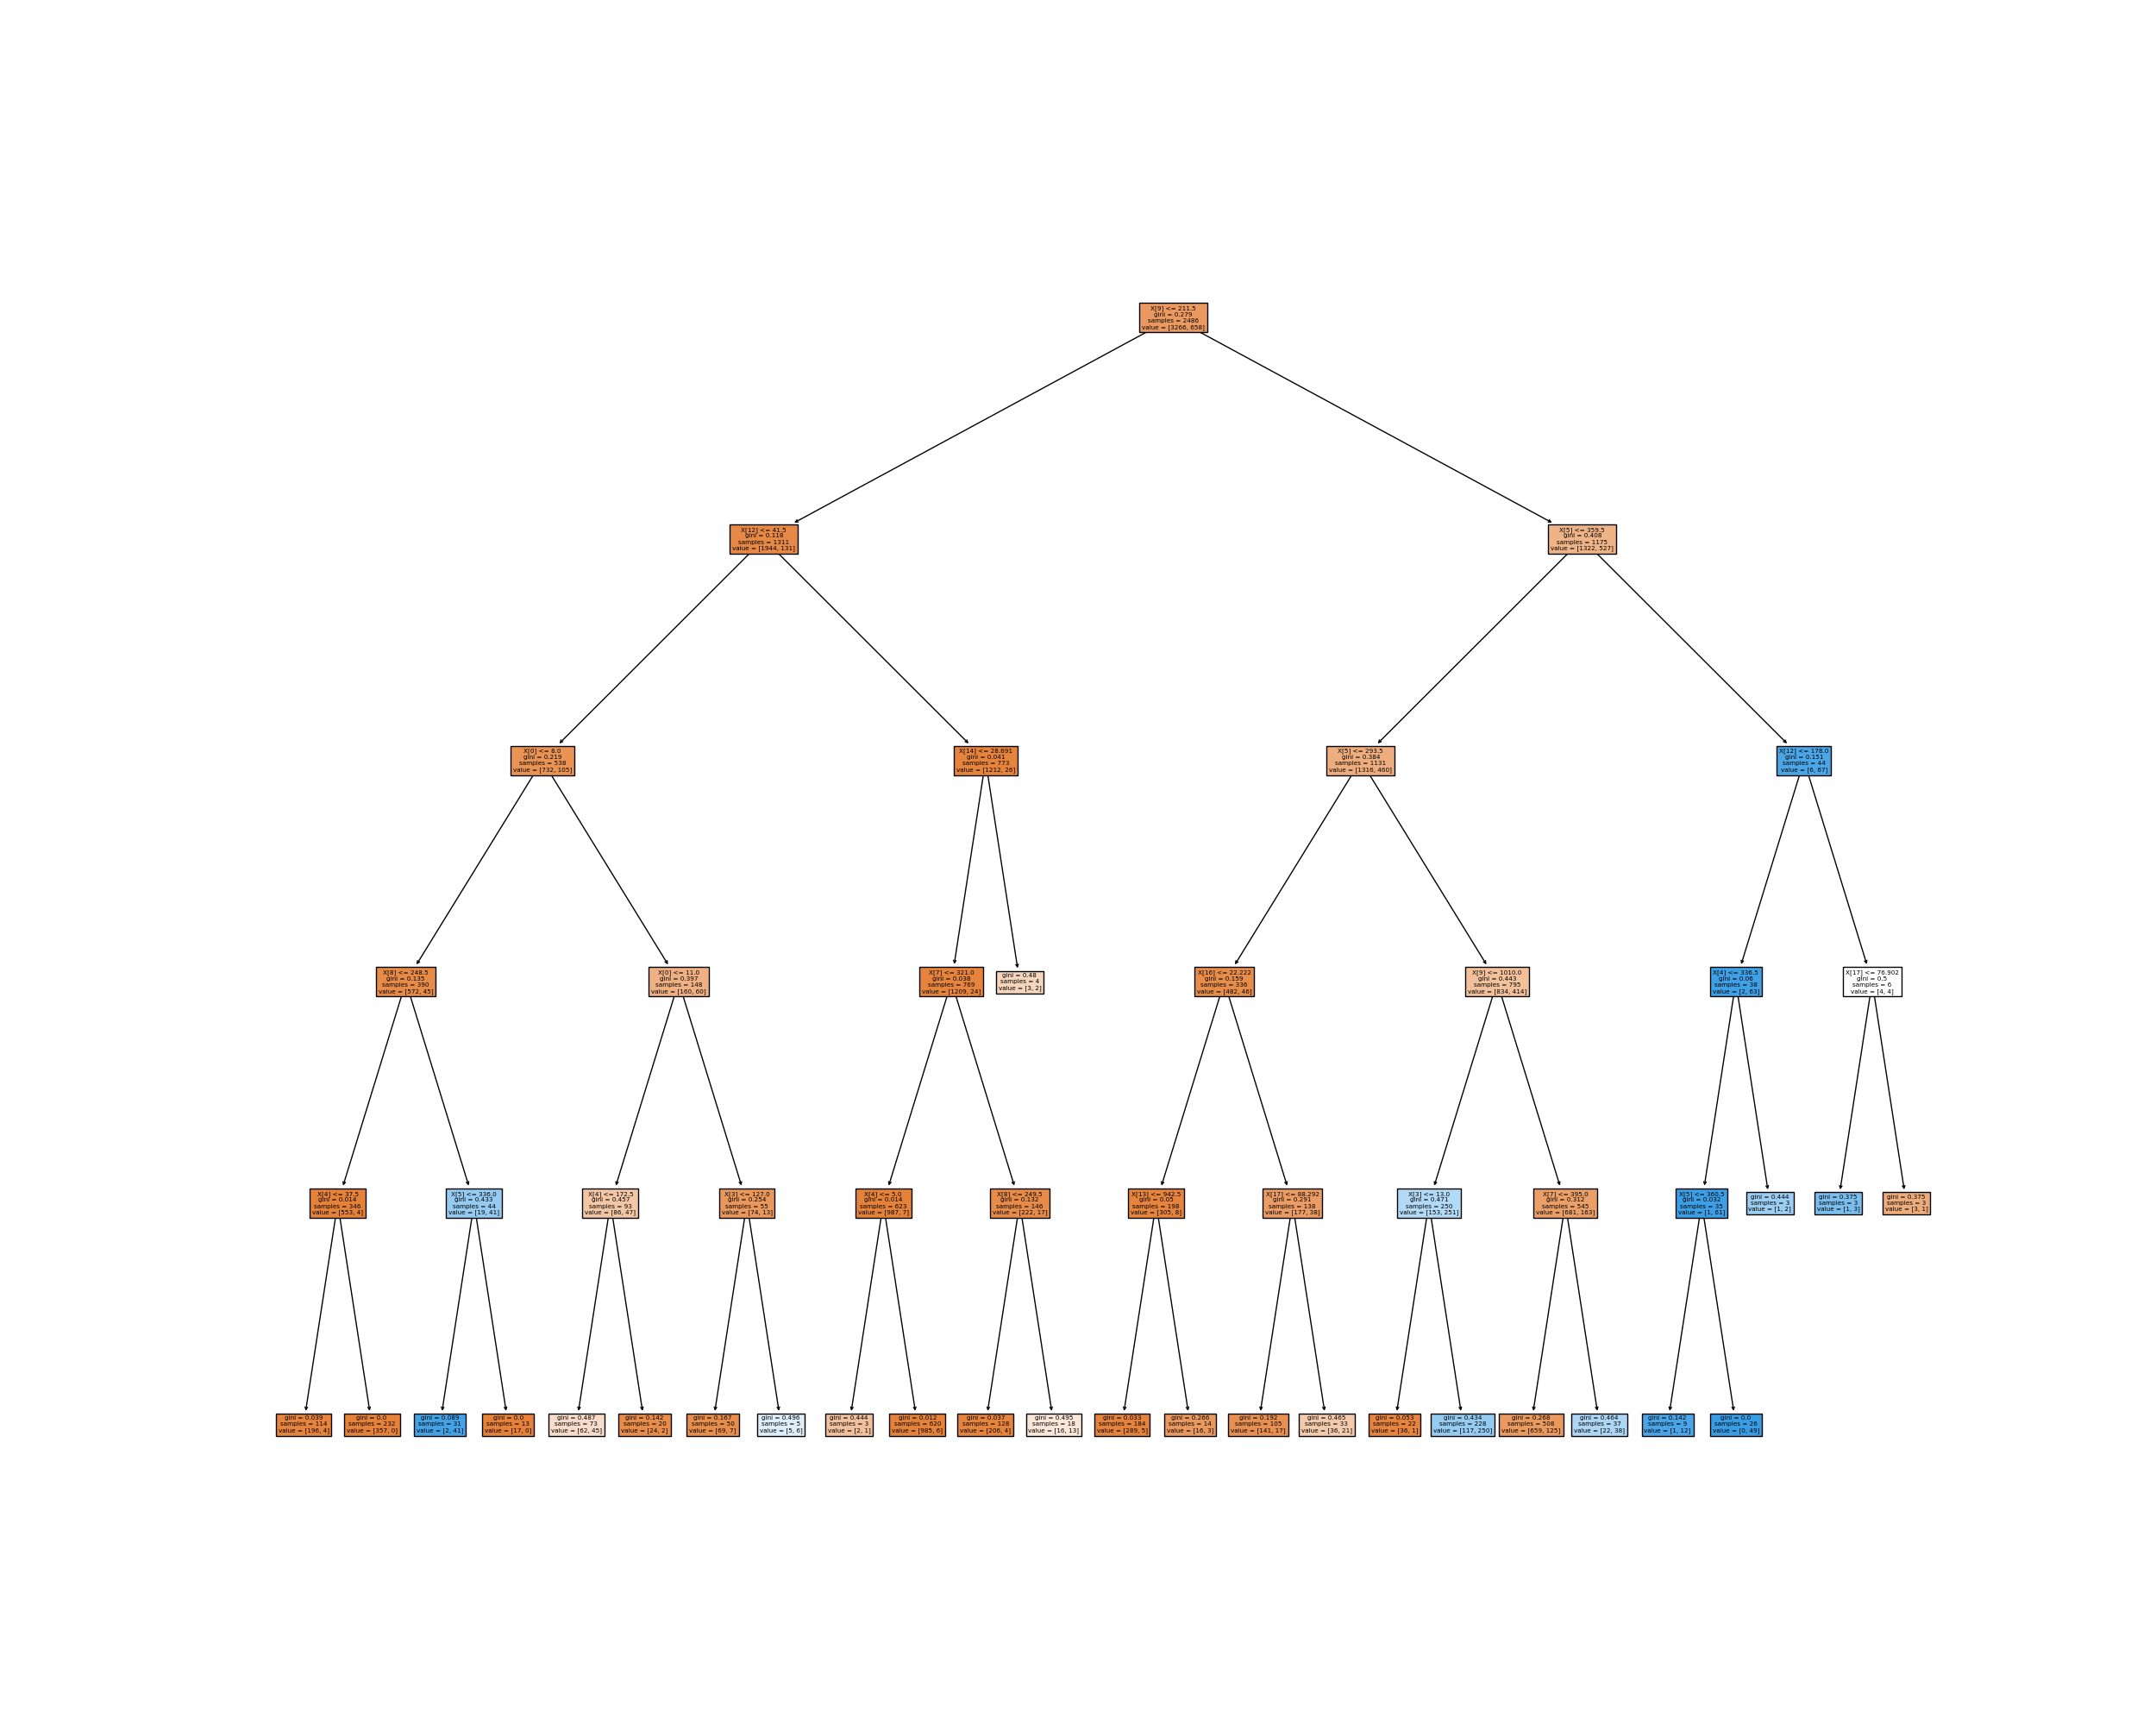 X[9] <= 211.5
gini = 0.279
samples = 2486
value = [3266, 658]
X[12] <= 41.5
gini = 0.118
samples = 1311
value = [1944, 131]
X[5] <= 359.5
gini = 0.408
samples = 1175
value = [1322, 527]
X[0] <= 8.0
gini = 0.219
samples = 538
value = [732, 105]
X[14] <= 28.691
gini = 0.041
samples = 773
value = [1212, 26]
X[5] <= 293.5
gini = 0.384
samples = 1131
value = [1316, 460]
X[12] <= 178.0
gini = 0.151
samples = 44
value = [6, 67]
X[8] <= 248.5
gini = 0.135
samples = 390
value = [572, 45]
X[0] <= 11.0
gini = 0.397
samples = 148
value = [160, 60]
X[7] <= 321.0
gini = 0.038
samples = 769
value = [1209, 24]
gini = 0.48
samples = 4
value = [3, 2]
X[16] <= 22.222
gini = 0.159
samples = 336
value = [482, 46]
X[9] <= 1010.0
gini = 0.443
samples = 795
value = [834, 414]
X[4] <= 336.5
gini = 0.06
samples = 38
value = [2, 63]
X[17] <= 76.902
gini = 0.5
samples = 6
value = [4, 4]
X[4] <= 37.5
gini = 0.014
samples = 346
value = [553, 4]
X[5] <= 336.0
gini = 0.433
samples = 44
value = [19, 41]
X[4] <= 172.5
gini = 0.457
samples = 93
value = [86, 47]
X[3] <= 127.0
gini = 0.254
samples = 55
value = [74, 13]
X[4] <= 5.0
gini = 0.014
samples = 623
value = [987, 7]
X[8] <= 249.5
gini = 0.132
samples = 146
value = [222, 17]
X[13] <= 942.5
gini = 0.05
samples = 198
value = [305, 8]
X[17] <= 88.292
gini = 0.291
samples = 138
value = [177, 38]
X[3] <= 13.0
gini = 0.471
samples = 250
value = [153, 251]
X[7] <= 395.0
gini = 0.312
samples = 545
value = [681, 163]
X[5] <= 360.5
gini = 0.032
samples = 35
value = [1, 61]
gini = 0.444
samples = 3
value = [1, 2]
gini = 0.375
samples = 3
value = [1, 3]
gini = 0.375
samples = 3
value = [3, 1]
gini = 0.039
samples = 114
value = [196, 4]
gini = 0.0
samples = 232
value = [357, 0]
gini = 0.089
samples = 31
value = [2, 41]
gini = 0.0
samples = 13
value = [17, 0]
gini = 0.487
samples = 73
value = [62, 45]
gini = 0.142
samples = 20
value = [24, 2]
gini = 0.167
samples = 50
value = [69, 7]
gini = 0.496
samples = 5
value = [5, 6]
gini = 0.444
samples = 3
value = [2, 1]
gini = 0.012
samples = 620
value = [985, 6]
gini = 0.037
samples = 128
value = [206, 4]
gini = 0.495
samples = 18
value = [16, 13]
gini = 0.033
samples = 184
value = [289, 5]
gini = 0.266
samples = 14
value = [16, 3]
gini = 0.192
samples = 105
value = [141, 17]
gini = 0.465
samples = 33
value = [36, 21]
gini = 0.053
samples = 22
value = [36, 1]
gini = 0.434
samples = 228
value = [117, 250]
gini = 0.268
samples = 508
value = [659, 125]
gini = 0.464
samples = 37
value = [22, 38]
gini = 0.142
samples = 9
value = [1, 12]
gini = 0.0
samples = 26
value = [0, 49]